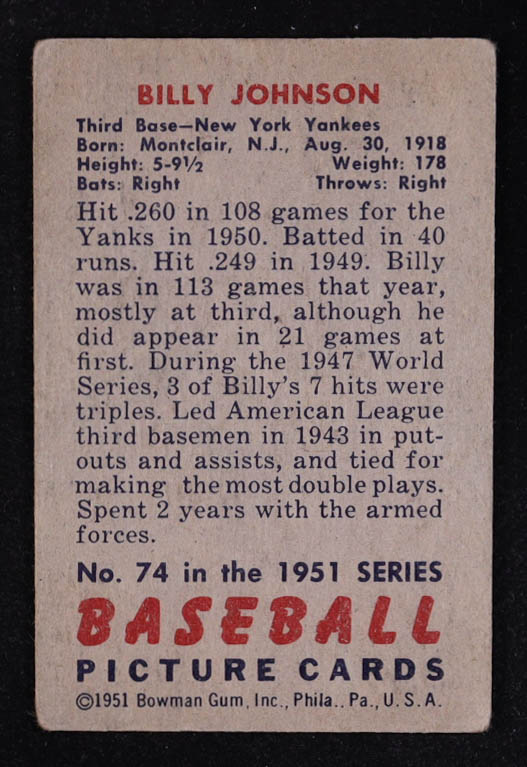 BILLY JOHNSON
Third Base—New York Yankees
Born: Montclair, N.J., Aug. 30, 1918
Height: 5-9½ Weight: 178
Bats: Right Throws: Right
Hit .260 in 108 games for the
Yanks in 1950. Batted in 40
runs. Hit .249 in 1949. Billy
was in 113 games that year,
mostly at third, although he
did appear in 21 games at
first. During the 1947 World
Series, 3 of Billy's 7 hits were
triples. Led American League
third basemen in 1943 in put-
outs and assists, and tied for
making the most double plays.
Spent 2 years with the armed
forces.
No. 74 in the 1951 SERIES
BASEBALL
PICTURE CARDS
©1951 Bowman Gum, Inc., Phila.. Pa., U.S.A.